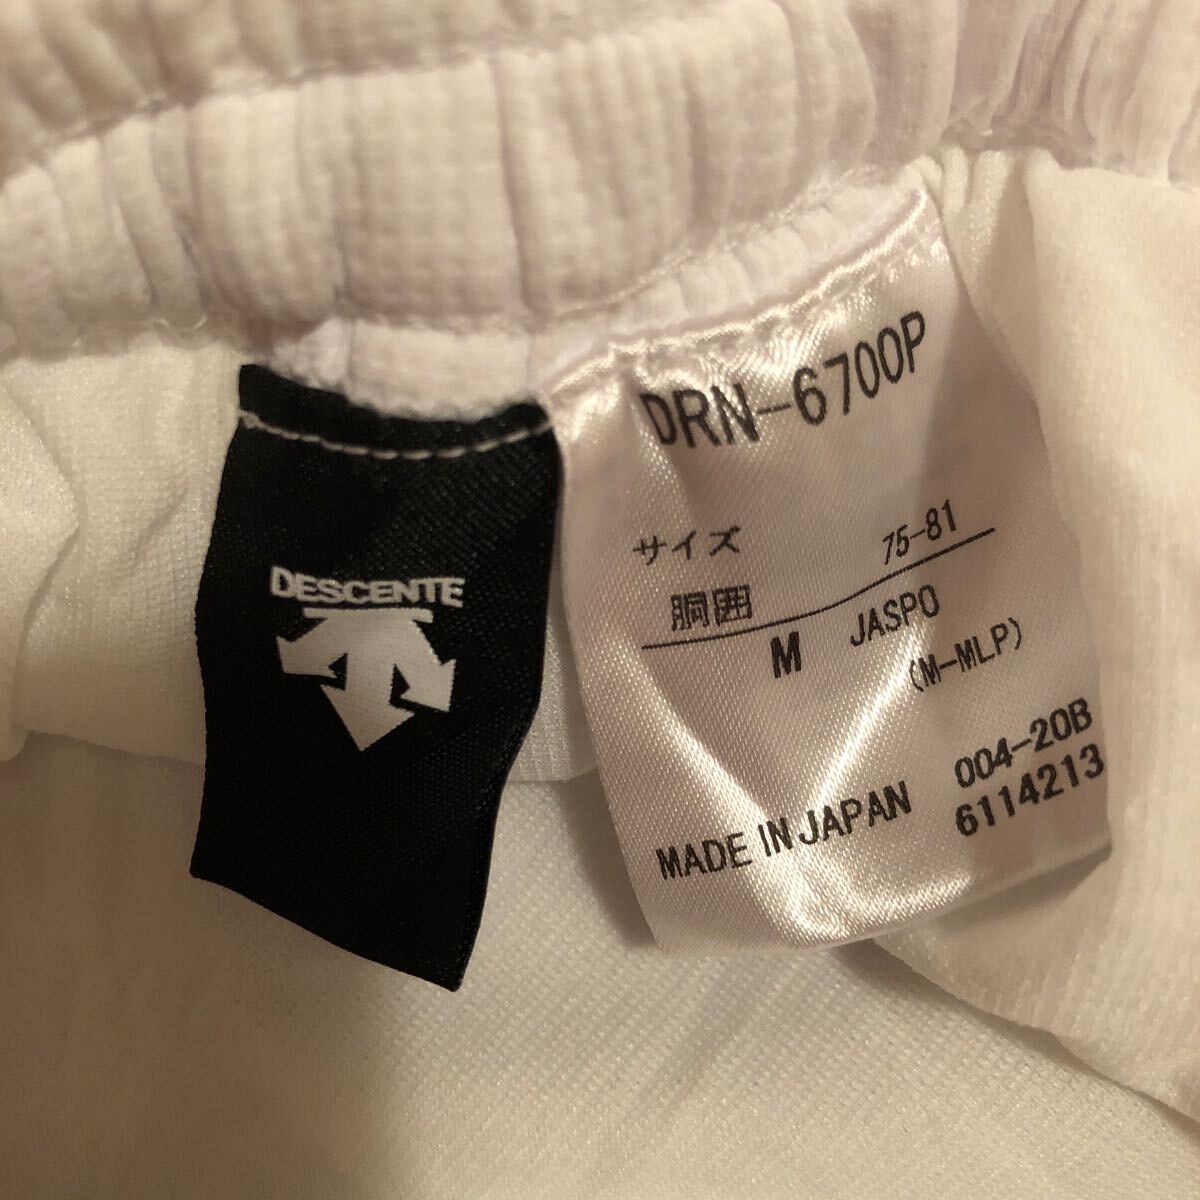 DESCENTE
DRN-6700P
サイズ
胴囲 75-81
M JASPO
(M-MLP)
004-20B
MADE IN JAPAN 6114213